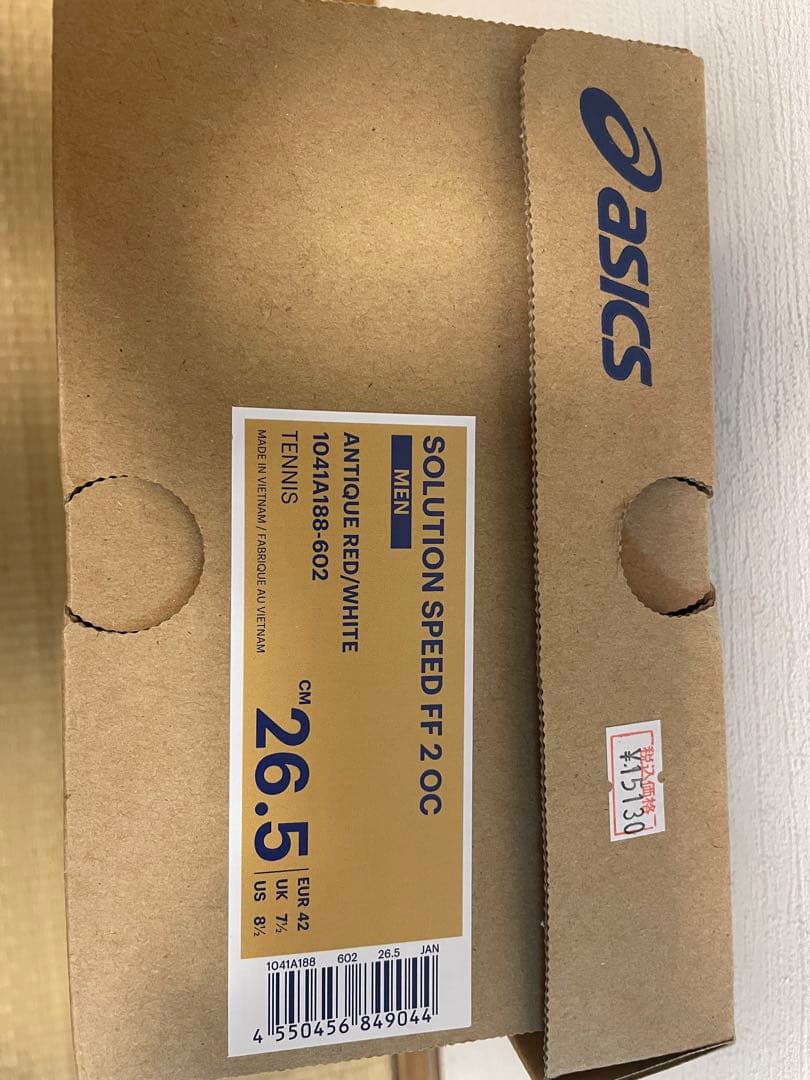 asics
税込価格
¥15130
SOLUTION SPEED FF 2 OC
MEN
ANTIQUE RED/WHITE
1041A188-602
TENNIS
MADE IN VIETNAM / FABRIQUE AU VIETNAM
CM 26.5
EUR 42
UK 7½
US 8½
1041A188 602 26.5 JAN
4 550456 849044